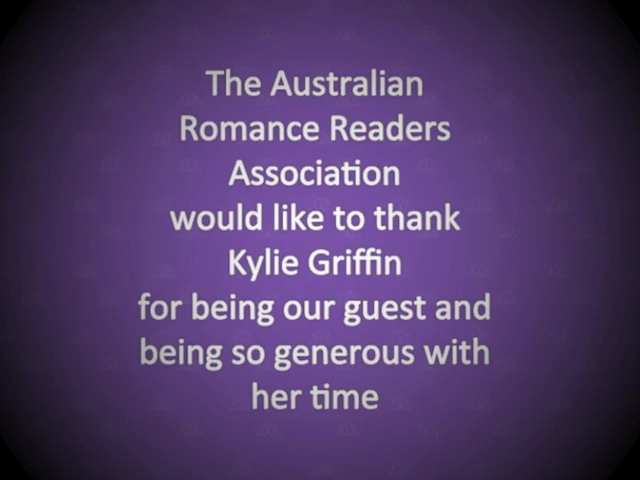 The Australian
Romance Readers
Association
would like to thank
Kylie Griffin
for being our guest and
being so generous with
her time